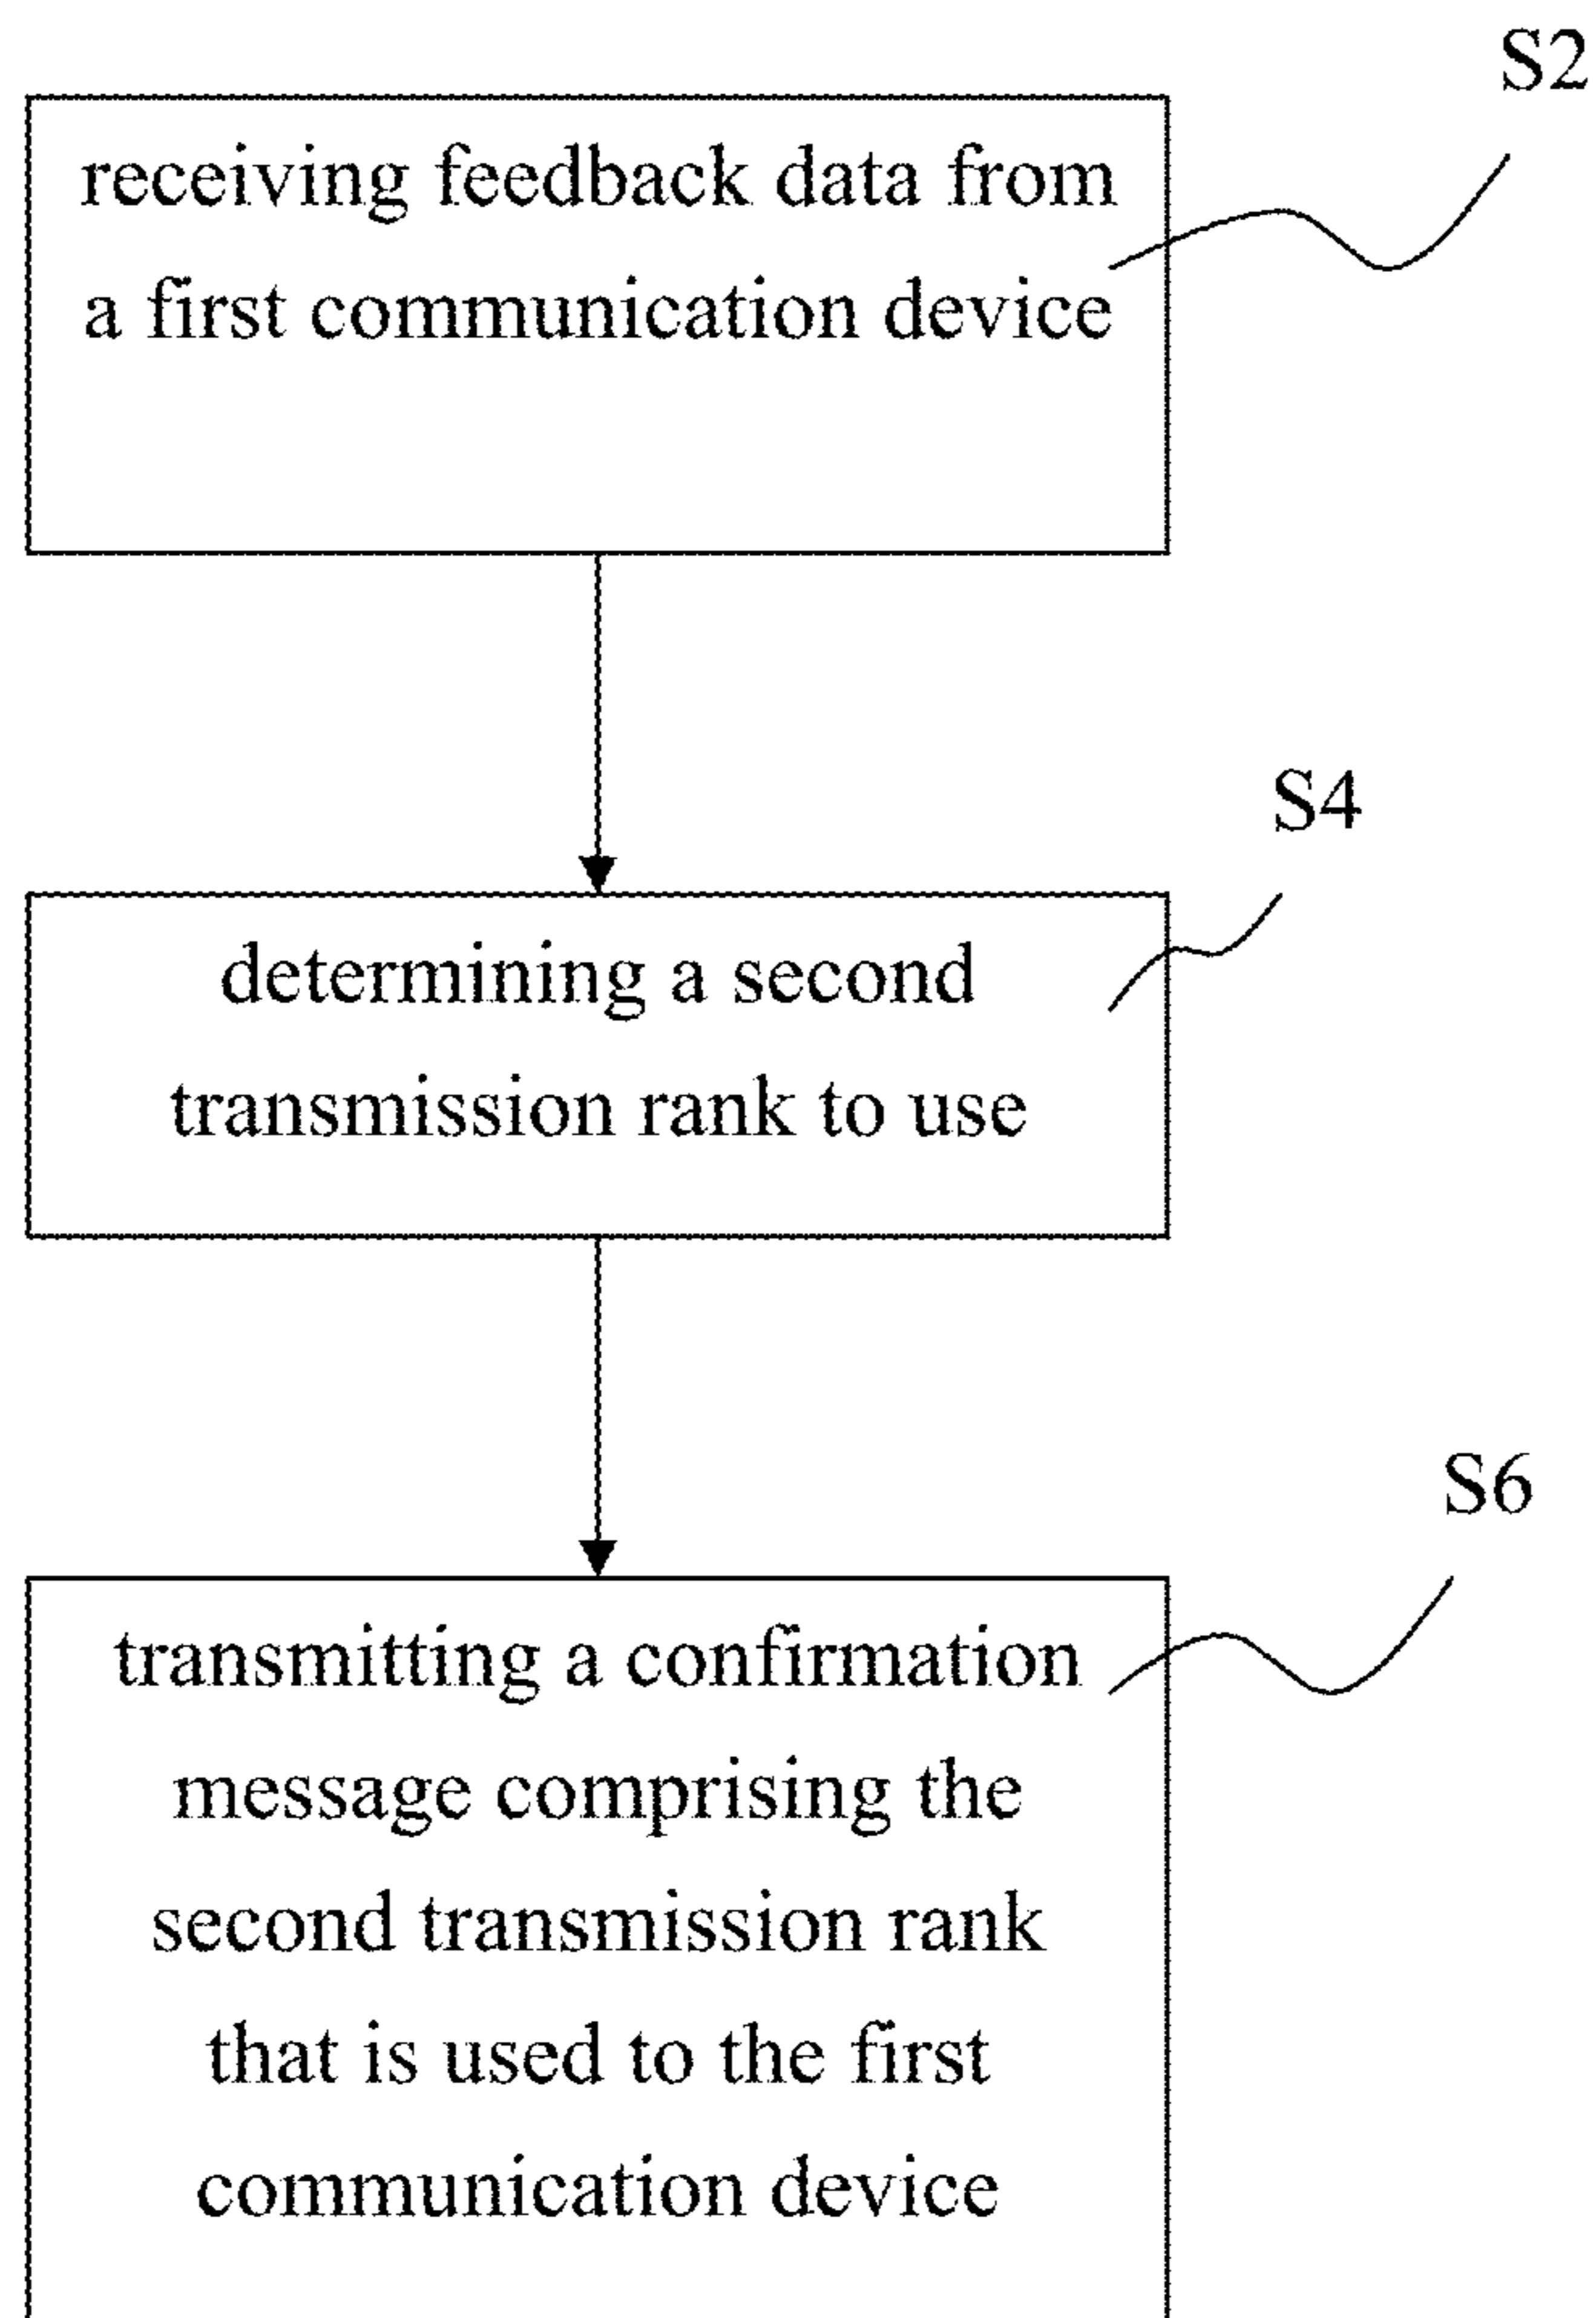 S2
receiving feedback data from
a first communication device
S4
determining a second
transmission rank to use
S6
transmitting a confirmation
message comprising the
second transmission rank
that is used to the first
communication device